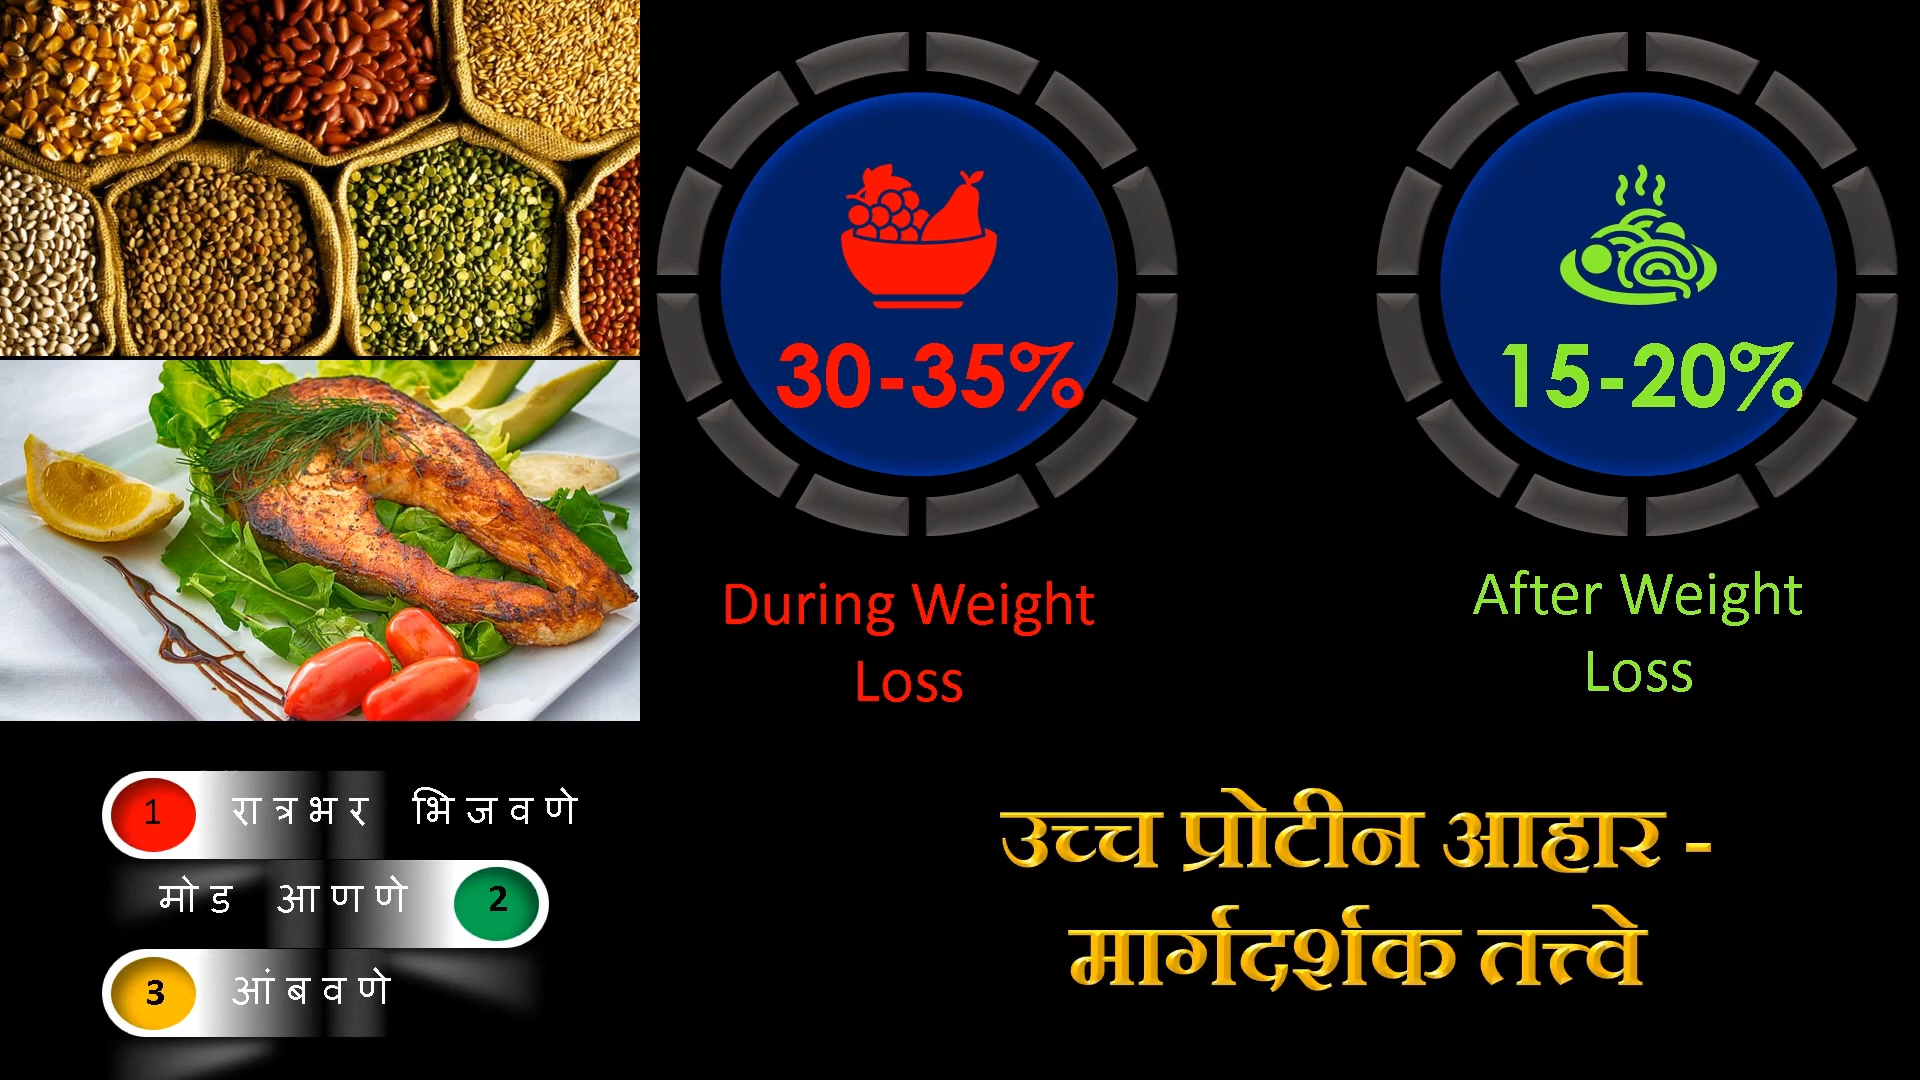 30-35%
During Weight
Loss
15-20%
After Weight
Loss
1 रात्रभर भिजवणे
मोड आणणे 2
3 आंबवणे
उच्च प्रोटीन आहार -
मार्गदर्शक तत्त्वे